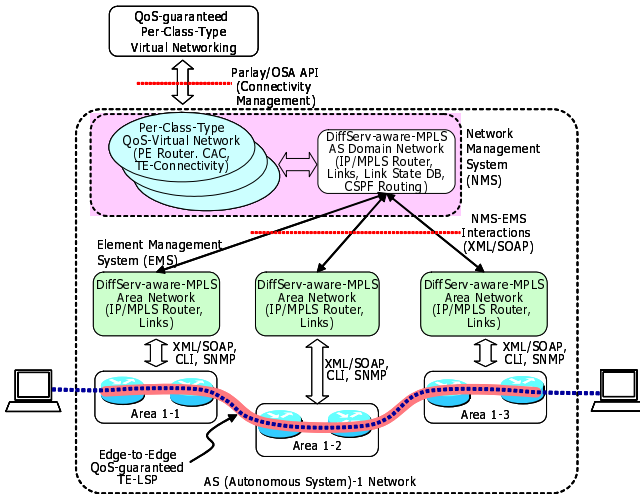 QoS-guaranteed
Per-Class-Type
Virtual Networking
Parlay/OSA API
(Connectivity
Management)
Per-Class-Type
QoS-Virtual Network
(PE Router. CAC,
TE-Connectivity)
DiffServ-aware-MPLS
AS Domain Network
(IP/MPLS Router,
Links, Link State DB,
CSPF Routing)
Network
Management
System
(NMS)
NMS-EMS
Interactions
(XML/SOAP)
Element Management
System (EMS)
DiffServ-aware-MPLS
Area Network
(IP/MPLS Router,
Links)
DiffServ-aware-MPLS
Area Network
(IP/MPLS Router,
Links)
DiffServ-aware-MPLS
Area Network
(IP/MPLS Router,
Links)
XML/SOAP,
CLI, SNMP
XML/SOAP,
CLI, SNMP
XML/SOAP,
CLI, SNMP
Area 1-1
Area 1-2
Area 1-3
Edge-to-Edge
QoS-guaranteed
TE-LSP
AS (Autonomous System)-1 Network